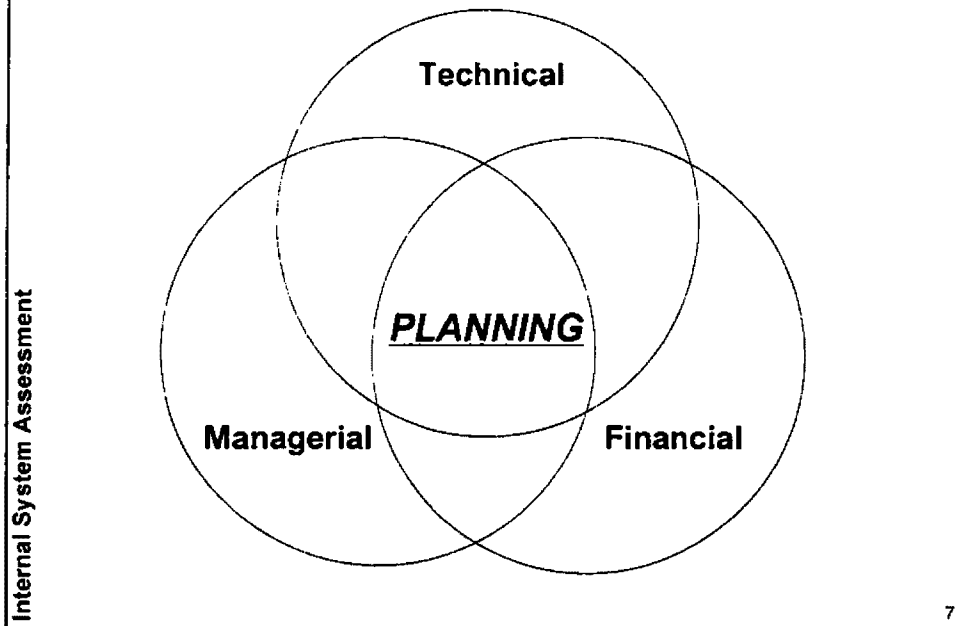 Technical
PLANNING
Managerial
Financial
Internal System Assessment
7